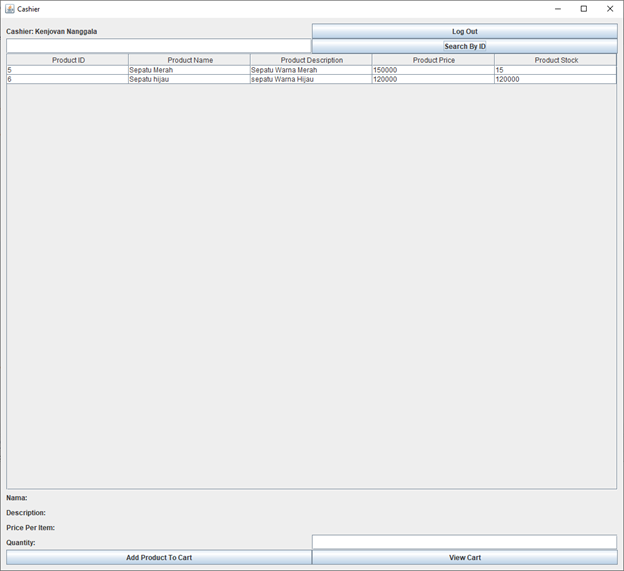 Cashier
Cashier: Kenjovan Nanggala Log Out
Search By ID
Product ID Product Name Product Description Product Price Product Stock
5 Sepatu Merah Sepatu Warna Merah 150000 15
6 Sepatu hijau sepatu Warna Hijau 120000 120000
Nama:
Description:
Price Per Item:
Quantity:
Add Product To Cart View Cart